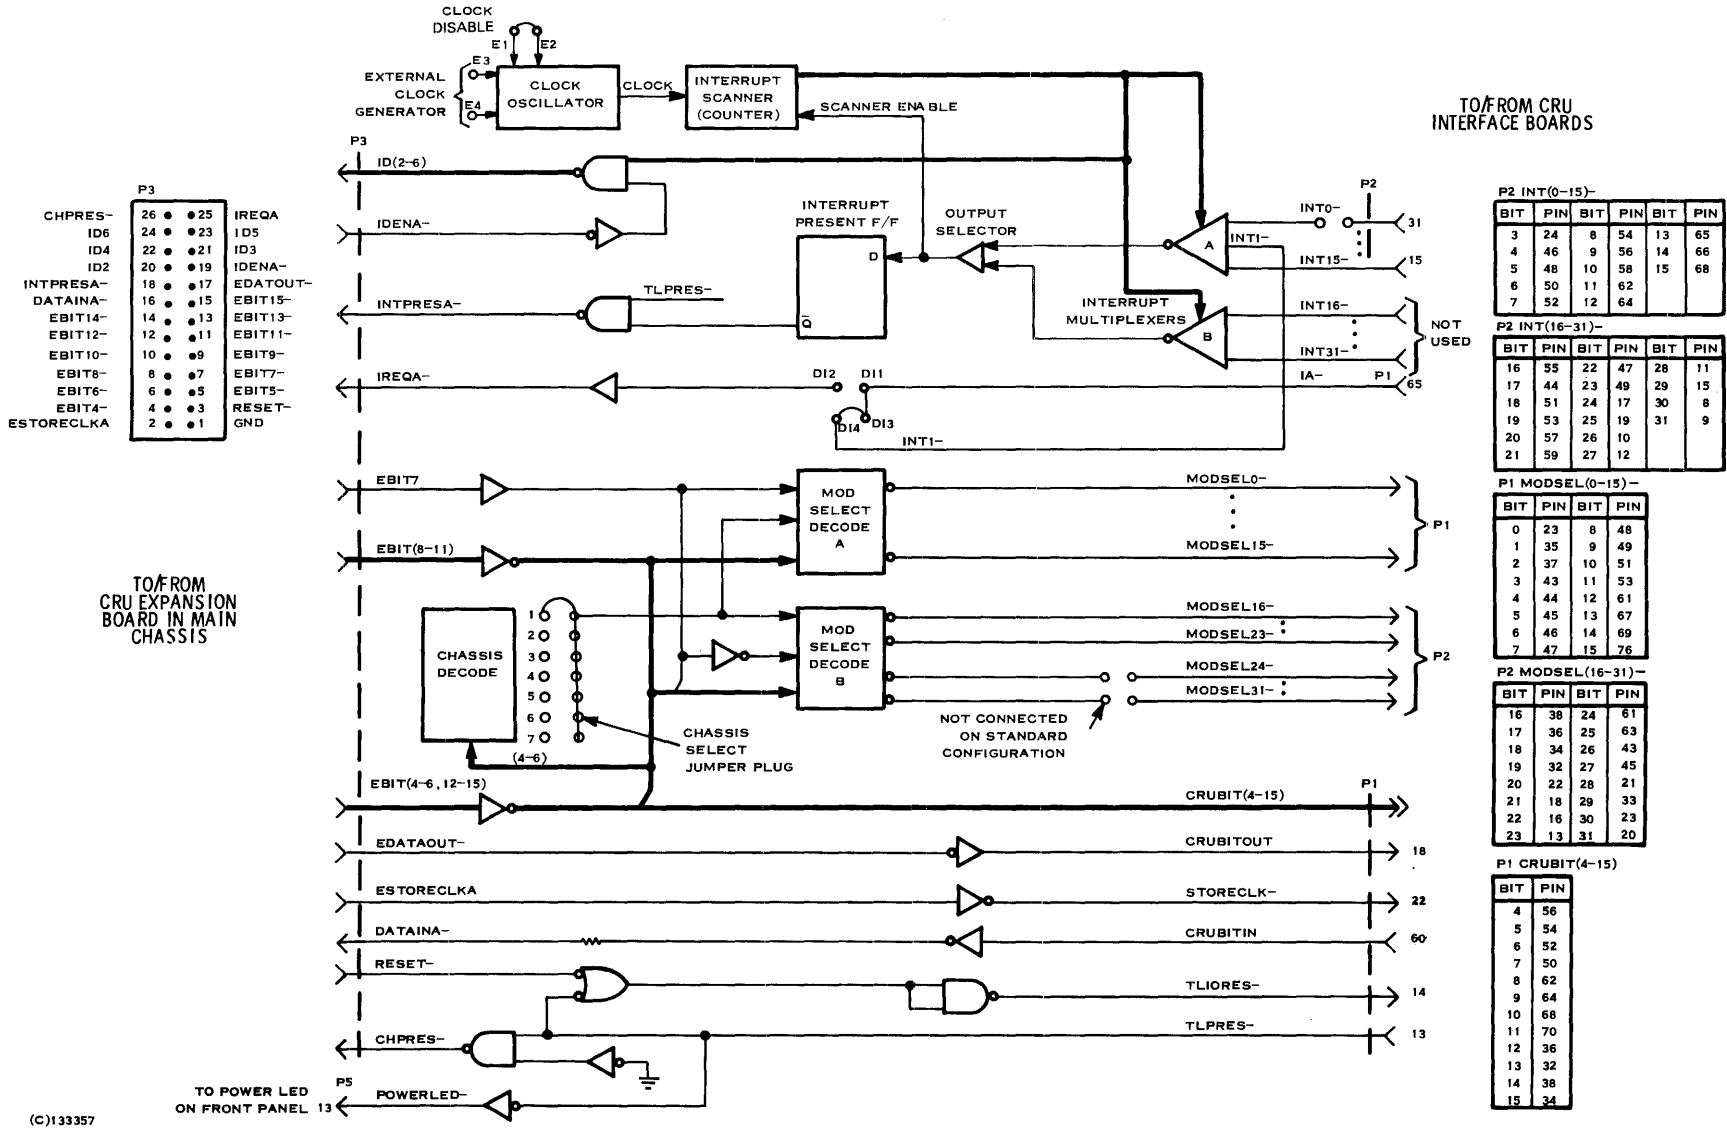 CLOCK
DISABLE
E1
E2
E3
E4
EXTERNAL
CLOCK
GENERATOR
CLOCK
OSCILLATOR
CLOCK
INTERRUPT
SCANNER
(COUNTER)
SCANNER ENABLE
TO/FROM CRU
INTERFACE BOARDS
P3
ID(2-6)
IDENA-
INTPRESA-
TLPRES-
INTERRUPT
PRESENT F/F
D
Q
OUTPUT
SELECTOR
A
B
INTERRUPT
MULTIPLEXERS
P2
INT0-
31
INT1-
INT15-
15
INT16-
INT31-
NOT
USED
IREQA-
DI2
DI1
DI4
DI3
IA-
P1
65
INT1-
P3
CHPRES- 26 25 IREQA
ID6 24 23 ID5
ID4 22 21 ID3
ID2 20 19 IDENA-
INTPRESA- 18 17 EDATOUT-
DATAINA- 16 15 EBIT15-
EBIT14- 14 13 EBIT13-
EBIT12- 12 11 EBIT11-
EBIT10- 10 9 EBIT9-
EBIT8- 8 7 EBIT7-
EBIT6- 6 5 EBIT5-
EBIT4- 4 3 RESET-
ESTORECLKA 2 1 GND
TO/FROM
CRU EXPANSION
BOARD IN MAIN
CHASSIS
EBIT7
EBIT(8-11)
MOD
SELECT
DECODE
A
MODSEL0-
MODSEL15-
P1
CHASSIS
DECODE
1
2
3
4
5
6
7
(4-6)
CHASSIS
SELECT
JUMPER PLUG
MOD
SELECT
DECODE
B
MODSEL16-
MODSEL23-
MODSEL24-
MODSEL31-
P2
NOT CONNECTED
ON STANDARD
CONFIGURATION
EBIT(4-6, 12-15)
CRUBIT(4-15)
P1
EDATAOUT-
CRUBITOUT
18
ESTORECLKA
STORECLK-
22
DATAINA-
CRUBITIN
60
RESET-
TLIORES-
14
CHPRES-
TLPRES-
13
P5
TO POWER LED
ON FRONT PANEL 13
POWERLED-
(C)133357
P2 INT(0-15)-
BIT PIN BIT PIN BIT PIN
3 24 8 54 13 65
4 46 9 56 14 66
5 48 10 58 15 68
6 50 11 62
7 52 12 64
P2 INT(16-31)-
BIT PIN BIT PIN BIT PIN
16 55 22 47 28 11
17 44 23 49 29 15
18 51 24 17 30 8
19 53 25 19 31 9
20 57 26 10
21 59 27 12
P1 MODSEL(0-15)-
BIT PIN BIT PIN
0 23 8 48
1 35 9 49
2 37 10 51
3 43 11 53
4 44 12 61
5 45 13 67
6 46 14 69
7 47 15 76
P2 MODSEL(16-31)-
BIT PIN BIT PIN
16 38 24 61
17 36 25 63
18 34 26 43
19 32 27 45
20 22 28 21
21 18 29 33
22 16 30 23
23 13 31 20
P1 CRUBIT(4-15)
BIT PIN
4 56
5 54
6 52
7 50
8 62
9 64
10 68
11 70
12 36
13 32
14 38
15 34